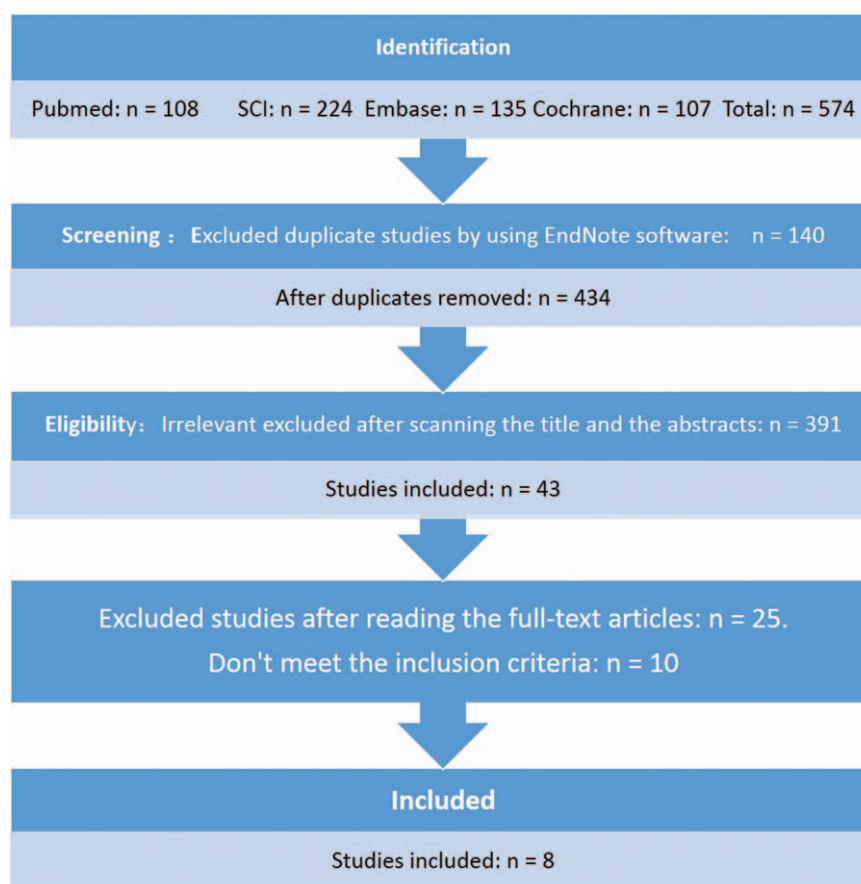 Identification
Pubmed: n = 108 SCI: n = 224 Embase: n = 135 Cochrane: n = 107 Total: n = 574
Screening： Excluded duplicate studies by using EndNote software: n = 140
After duplicates removed: n = 434
Eligibility： Irrelevant excluded after scanning the title and the abstracts: n = 391
Studies included: n = 43
Excluded studies after reading the full-text articles: n = 25.
Don't meet the inclusion criteria: n = 10
Included
Studies included: n = 8